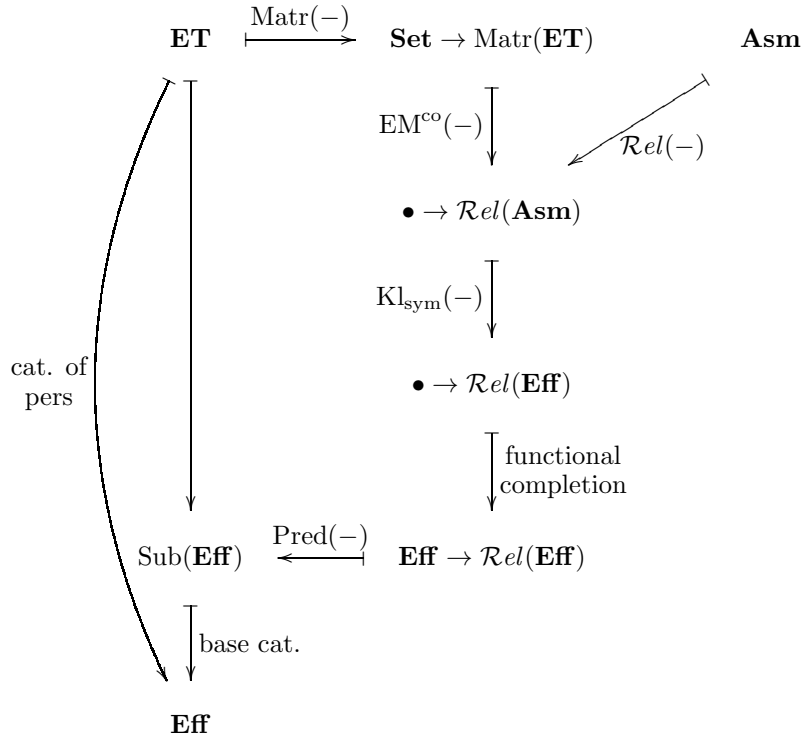 Matr(−)
ET Set → Matr(ET) Asm
EM^co(−)
Rel(−)
• → Rel(Asm)
Kl_sym(−)
cat. of
pers
• → Rel(Eff)
functional
completion
Pred(−)
Sub(Eff) Eff → Rel(Eff)
base cat.
Eff